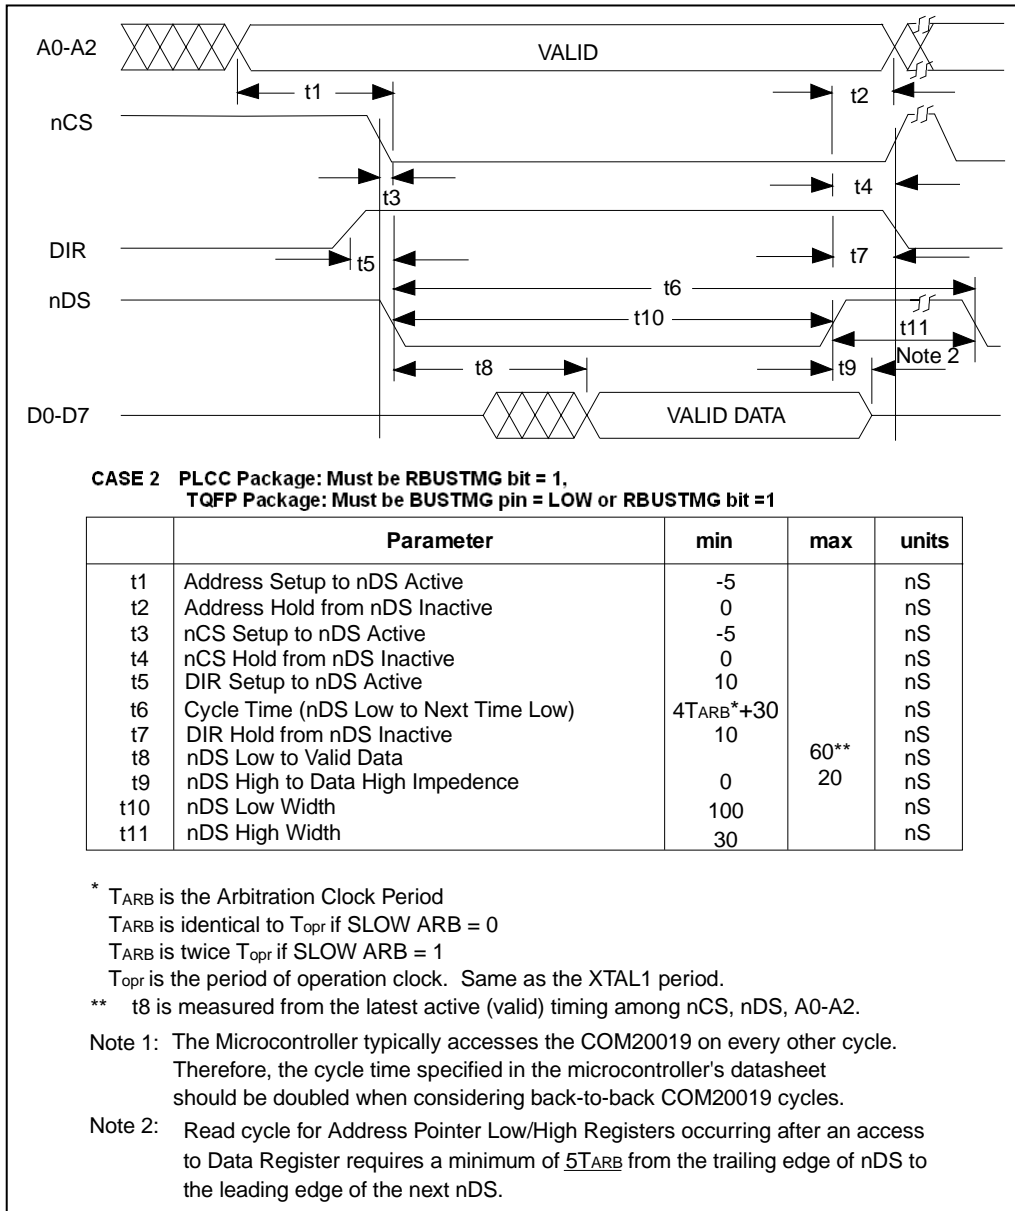 A0-A2
VALID
t1
t2
nCS
t3
t4
DIR
t5
t7
t6
nDS
t10
t11
Note 2
t8
t9
D0-D7
VALID DATA
CASE 2 PLCC Package: Must be RBUSTMG bit = 1,
TQFP Package: Must be BUSTMG pin = LOW or RBUSTMG bit =1
Parameter min max units
t1 Address Setup to nDS Active -5 nS
t2 Address Hold from nDS Inactive 0 nS
t3 nCS Setup to nDS Active -5 nS
t4 nCS Hold from nDS Inactive 0 nS
t5 DIR Setup to nDS Active 10 nS
t6 Cycle Time (nDS Low to Next Time Low) 4TARB*+30 nS
t7 DIR Hold from nDS Inactive 10 nS
t8 nDS Low to Valid Data 60** nS
t9 nDS High to Data High Impedence 0 20 nS
t10 nDS Low Width 100 nS
t11 nDS High Width 30 nS
* TARB is the Arbitration Clock Period
TARB is identical to Topr if SLOW ARB = 0
TARB is twice Topr if SLOW ARB = 1
Topr is the period of operation clock. Same as the XTAL1 period.
** t8 is measured from the latest active (valid) timing among nCS, nDS, A0-A2.
Note 1: The Microcontroller typically accesses the COM20019 on every other cycle.
Therefore, the cycle time specified in the microcontroller's datasheet
should be doubled when considering back-to-back COM20019 cycles.
Note 2: Read cycle for Address Pointer Low/High Registers occurring after an access
to Data Register requires a minimum of 5TARB from the trailing edge of nDS to
the leading edge of the next nDS.